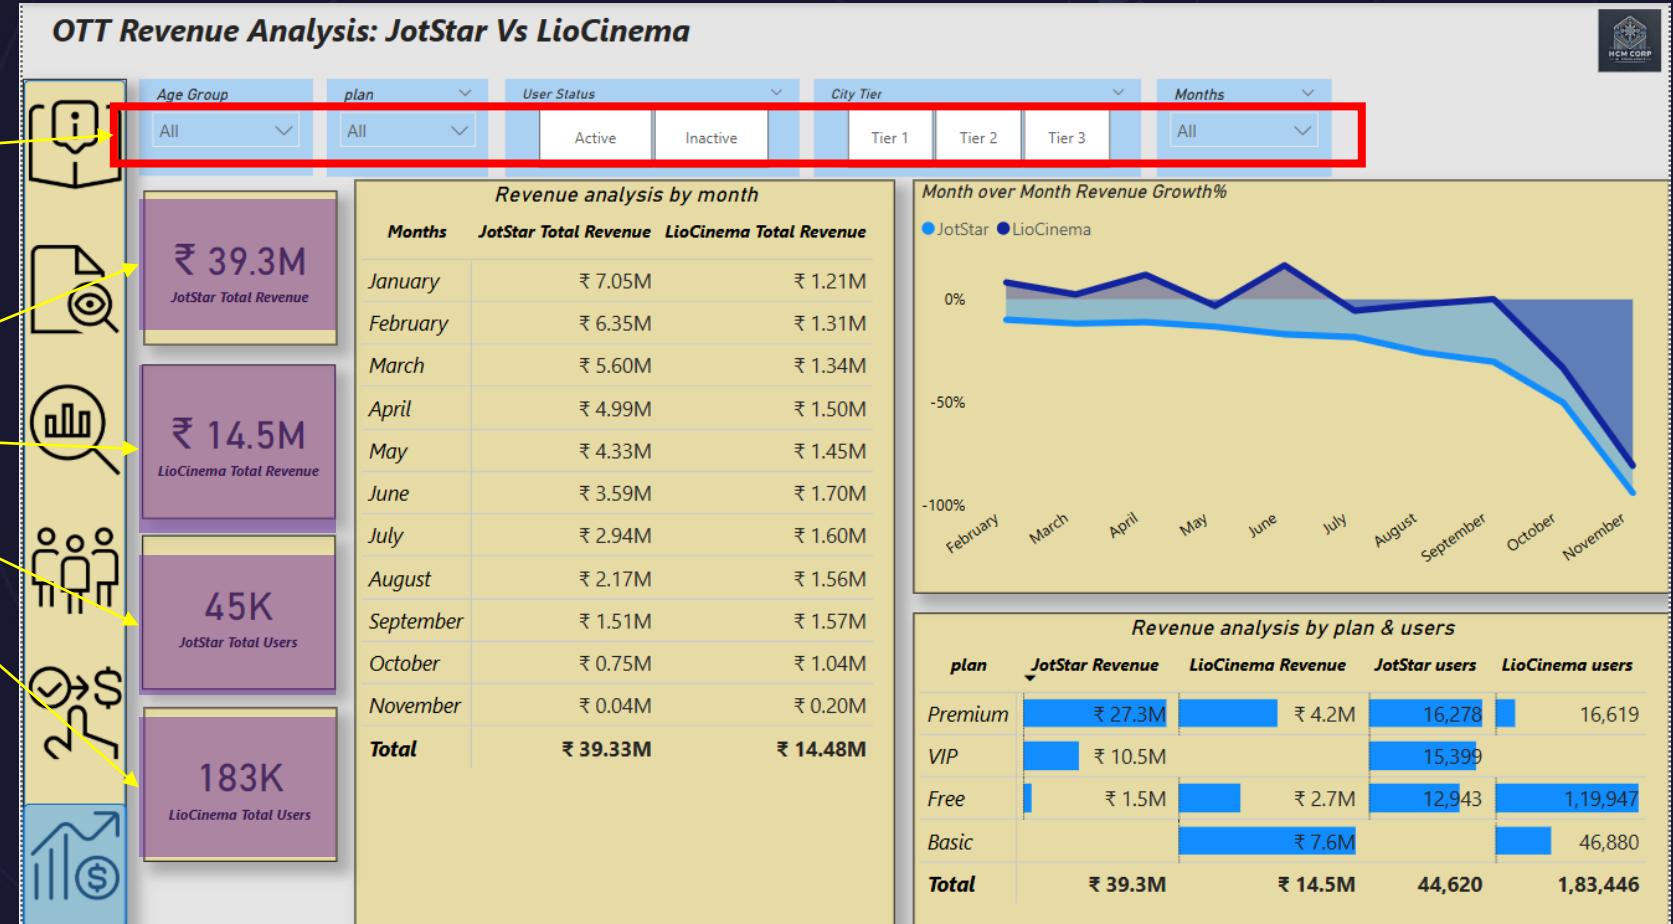 OTT Revenue Analysis: JotStar Vs LioCinema
HCM CORP
Age Group
plan
User Status
City Tier
Months
All
All
Active
Inactive
Tier 1
Tier 2
Tier 3
All
₹ 39.3M
JotStar Total Revenue
₹ 14.5M
LioCinema Total Revenue
45K
JotStar Total Users
183K
LioCinema Total Users
Revenue analysis by month
Months JotStar Total Revenue LioCinema Total Revenue
January ₹ 7.05M ₹ 1.21M
February ₹ 6.35M ₹ 1.31M
March ₹ 5.60M ₹ 1.34M
April ₹ 4.99M ₹ 1.50M
May ₹ 4.33M ₹ 1.45M
June ₹ 3.59M ₹ 1.70M
July ₹ 2.94M ₹ 1.60M
August ₹ 2.17M ₹ 1.56M
September ₹ 1.51M ₹ 1.57M
October ₹ 0.75M ₹ 1.04M
November ₹ 0.04M ₹ 0.20M
Total ₹ 39.33M ₹ 14.48M
Month over Month Revenue Growth%
JotStar LioCinema
0%
-50%
-100%
February March April May June July August September October November
Revenue analysis by plan & users
plan JotStar Revenue LioCinema Revenue JotStar users LioCinema users
Premium ₹ 27.3M ₹ 4.2M 16,278 16,619
VIP ₹ 10.5M 15,399
Free ₹ 1.5M ₹ 2.7M 12,943 1,19,947
Basic ₹ 7.6M 46,880
Total ₹ 39.3M ₹ 14.5M 44,620 1,83,446